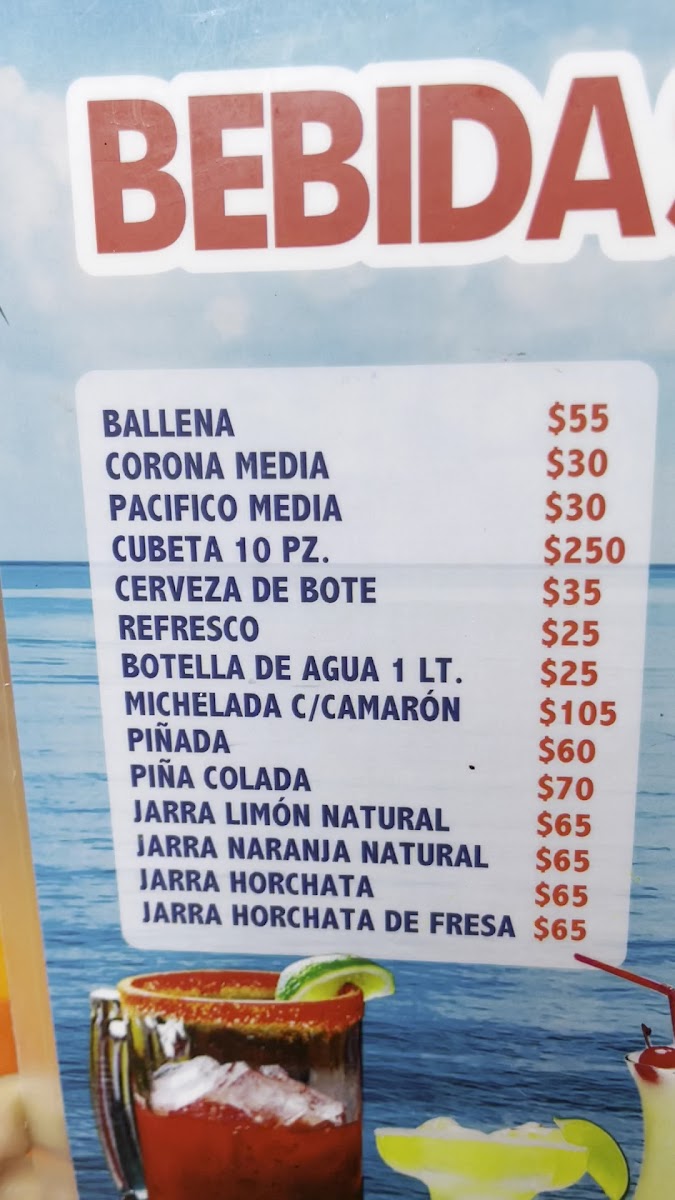 BEBIDAS
BALLENA $55
CORONA MEDIA $30
PACIFICO MEDIA $30
CUBETA 10 PZ. $250
CERVEZA DE BOTE $35
REFRESCO $25
BOTELLA DE AGUA 1 LT. $25
MICHELADA C/CAMARÓN $105
PIÑADA $60
PIÑA COLADA $70
JARRA LIMÓN NATURAL $65
JARRA NARANJA NATURAL $65
JARRA HORCHATA $65
JARRA HORCHATA DE FRESA $65